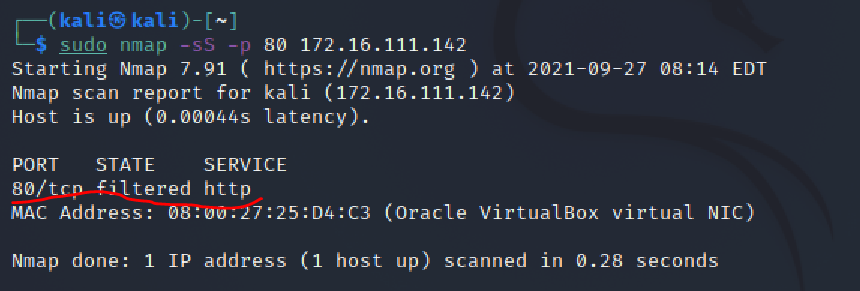 ┌──(kali㉿kali)-[~]
└─$ sudo nmap -sS -p 80 172.16.111.142
Starting Nmap 7.91 ( https://nmap.org ) at 2021-09-27 08:14 EDT
Nmap scan report for kali (172.16.111.142)
Host is up (0.00044s latency).
PORT   STATE    SERVICE
80/tcp filtered http
MAC Address: 08:00:27:25:D4:C3 (Oracle VirtualBox virtual NIC)
Nmap done: 1 IP address (1 host up) scanned in 0.28 seconds